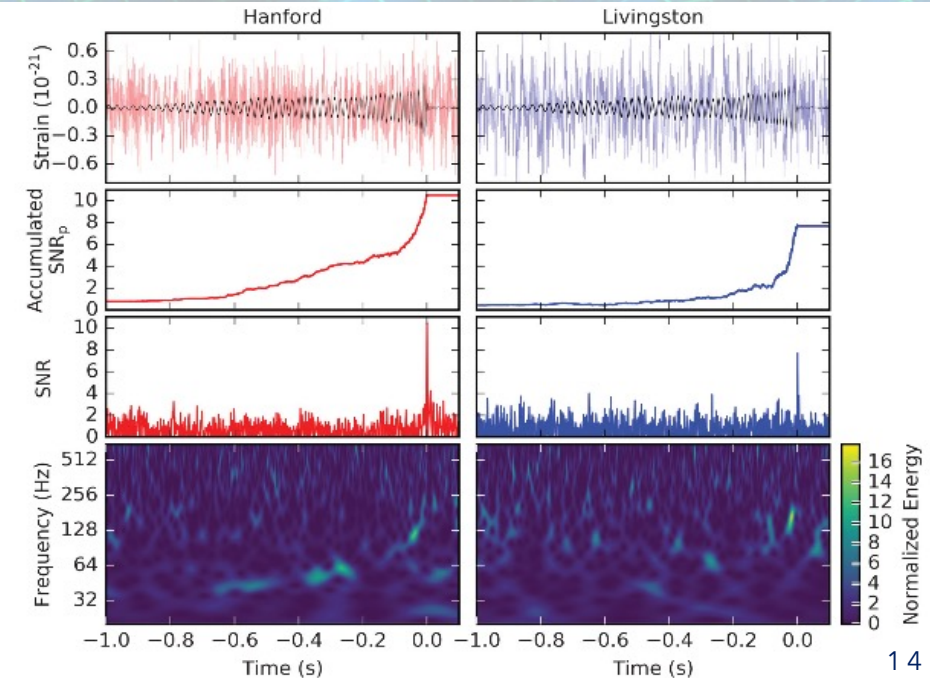 Hanford
Livingston
Strain (10⁻²¹)
0.6
0.3
0.0
−0.3
−0.6
Accumulated
SNRₚ
10
8
6
4
2
0
SNR
10
8
6
4
2
0
Frequency (Hz)
512
256
128
64
32
−1.0 −0.8 −0.6 −0.4 −0.2 0.0
Time (s)
−1.0 −0.8 −0.6 −0.4 −0.2 0.0
Time (s)
16
14
12
10
8
6
4
2
0
Normalized Energy
14